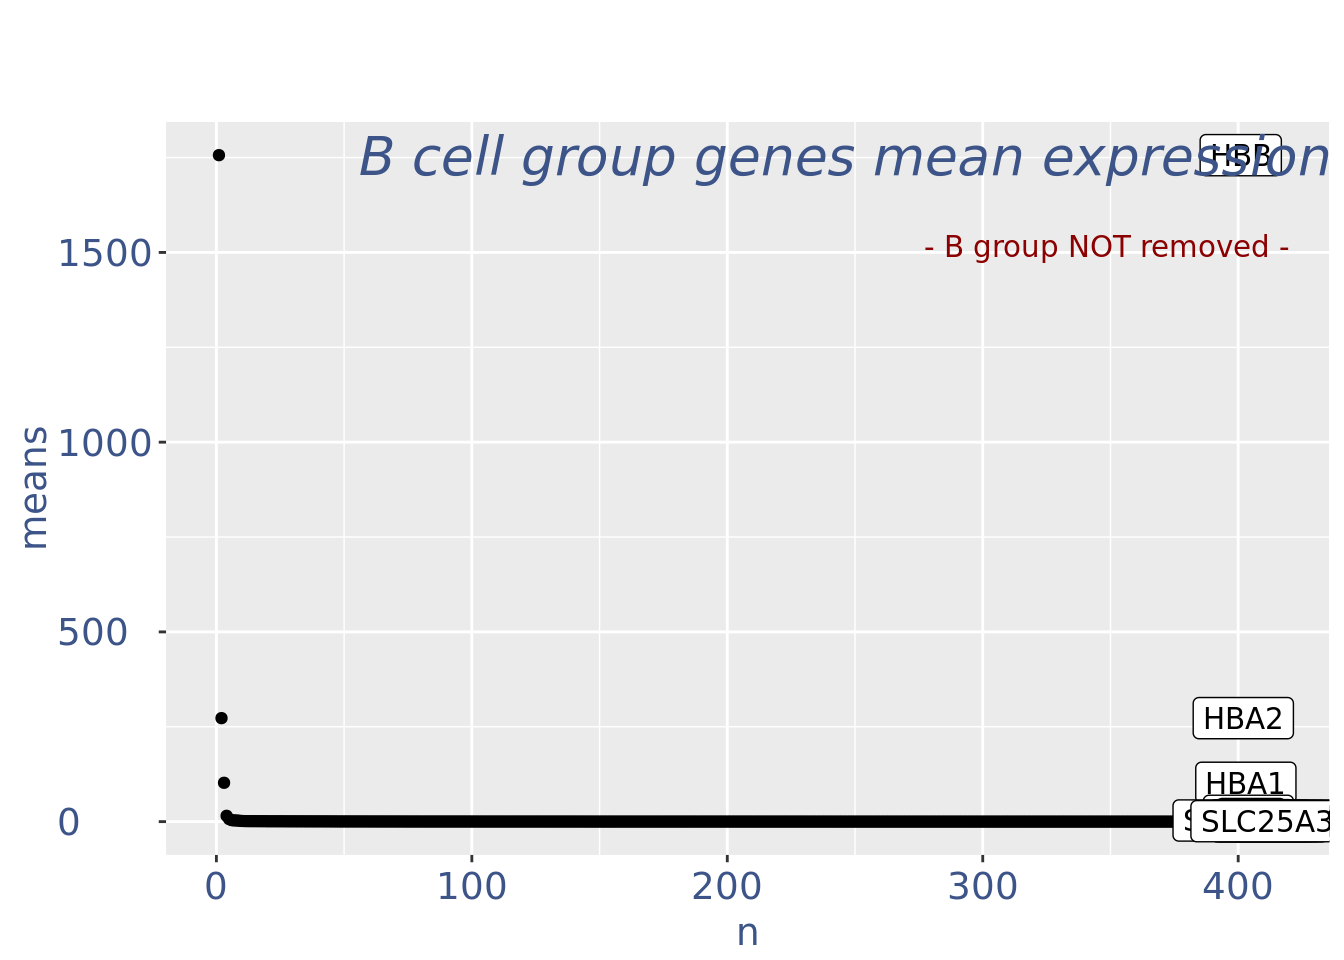 B cell group genes mean expression
HBB
- B group NOT removed -
1500
1000
500
0
means
HBA2
HBA1
SLC25A3
0 100 200 300 400
n